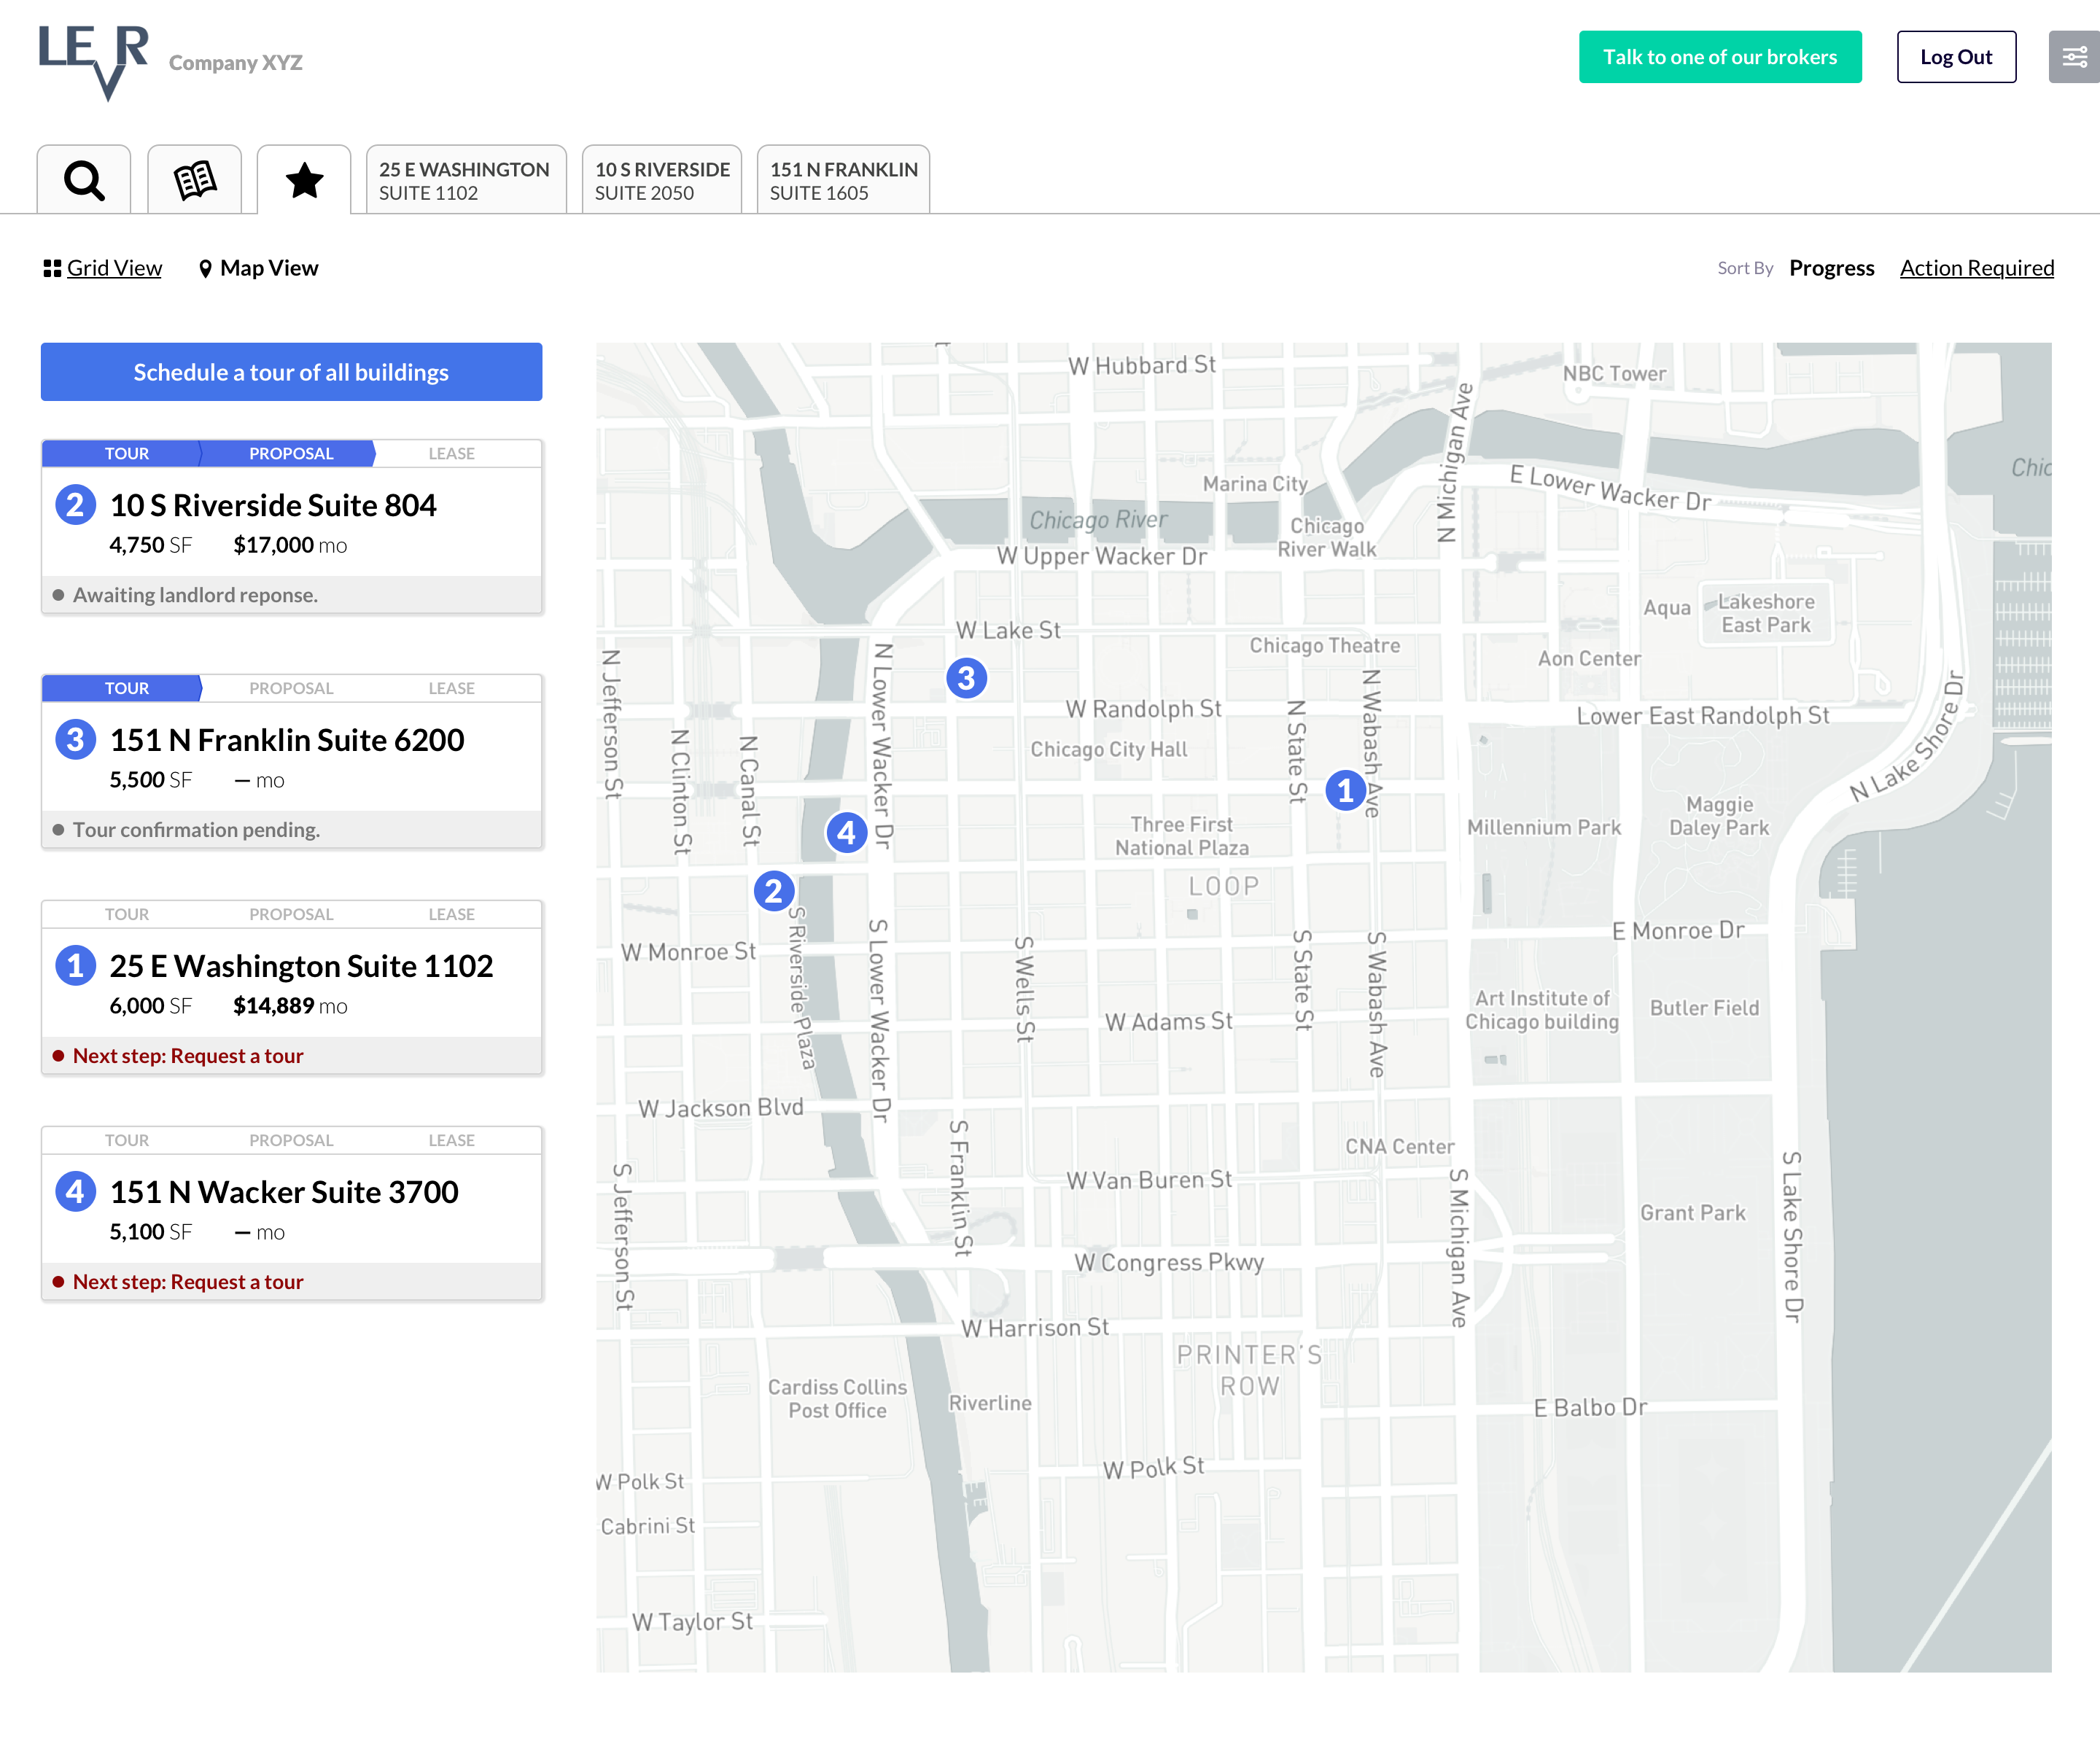 LEVR
Company XYZ
Talk to one of our brokers
Log Out
25 E WASHINGTON
SUITE 1102
10 S RIVERSIDE
SUITE 2050
151 N FRANKLIN
SUITE 1605
Grid View
Map View
Sort By
Progress
Action Required
Schedule a tour of all buildings
TOUR PROPOSAL LEASE
2 10 S Riverside Suite 804
4,750 SF $17,000 mo
Awaiting landlord reponse.
TOUR PROPOSAL LEASE
3 151 N Franklin Suite 6200
5,500 SF — mo
Tour confirmation pending.
TOUR PROPOSAL LEASE
1 25 E Washington Suite 1102
6,000 SF $14,889 mo
Next step: Request a tour
TOUR PROPOSAL LEASE
4 151 N Wacker Suite 3700
5,100 SF — mo
Next step: Request a tour
W Hubbard St
NBC Tower
N Michigan Ave
Chic
Marina City
E Lower Wacker Dr
Chicago River
Chicago
River Walk
W Upper Wacker Dr
Aqua
Lakeshore
East Park
W Lake St
Chicago Theatre
Aon Center
3
N Jefferson St
N Clinton St
N Canal St
N Lower Wacker Dr
W Randolph St
Chicago City Hall
N State St
N Wabash Ave
Lower East Randolph St
N Lake Shore Dr
1
4
Three First
National Plaza
Millennium Park
Maggie
Daley Park
2
LOOP
S Riverside Plaza
S Lower Wacker Dr
W Monroe St
S Wells St
S State St
S Wabash Ave
E Monroe Dr
W Adams St
Art Institute of
Chicago building
Butler Field
W Jackson Blvd
S Franklin St
CNA Center
S Jefferson St
W Van Buren St
S Michigan Ave
S Lake Shore Dr
Grant Park
W Congress Pkwy
W Harrison St
PRINTER'S
ROW
Cardiss Collins
Post Office
Riverline
E Balbo Dr
W Polk St
W Polk St
Cabrini St
W Taylor St